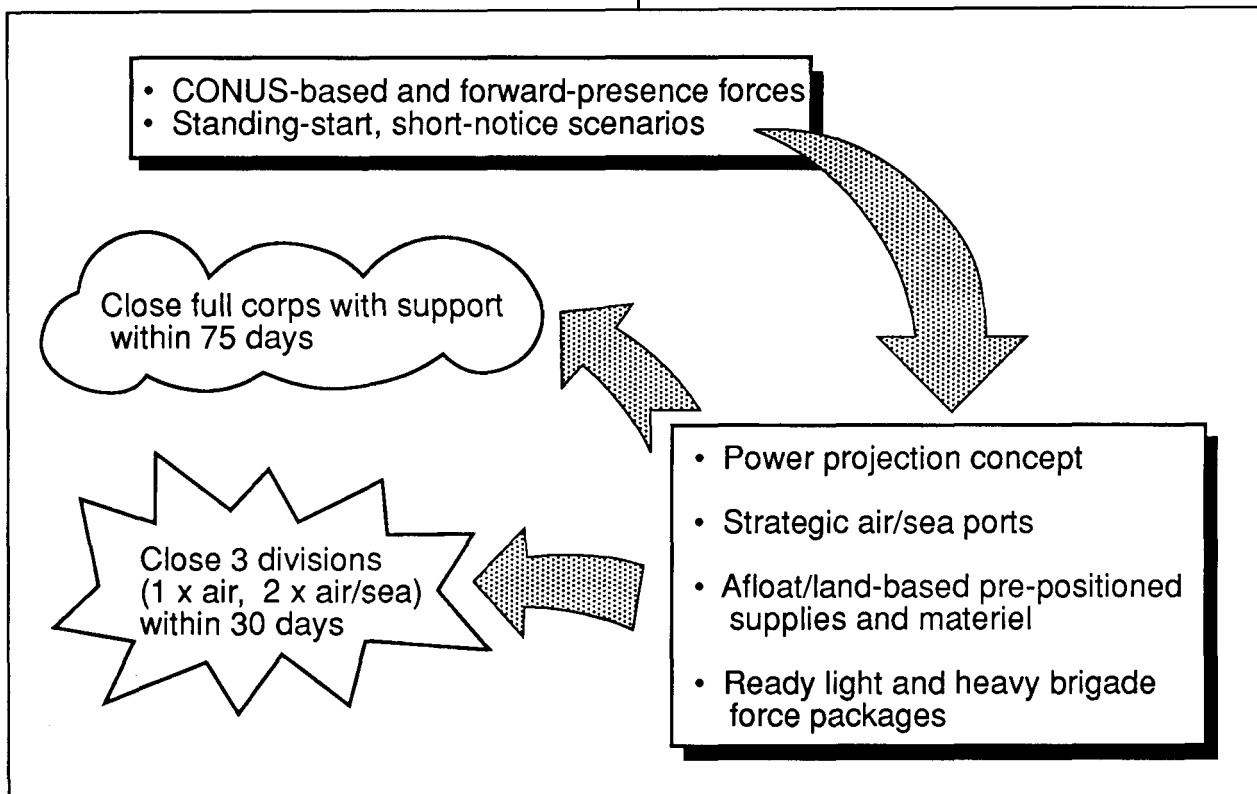 • CONUS-based and forward-presence forces
• Standing-start, short-notice scenarios
Close full corps with support
within 75 days
Close 3 divisions
(1 x air, 2 x air/sea)
within 30 days
• Power projection concept
• Strategic air/sea ports
• Afloat/land-based pre-positioned
supplies and materiel
• Ready light and heavy brigade
force packages